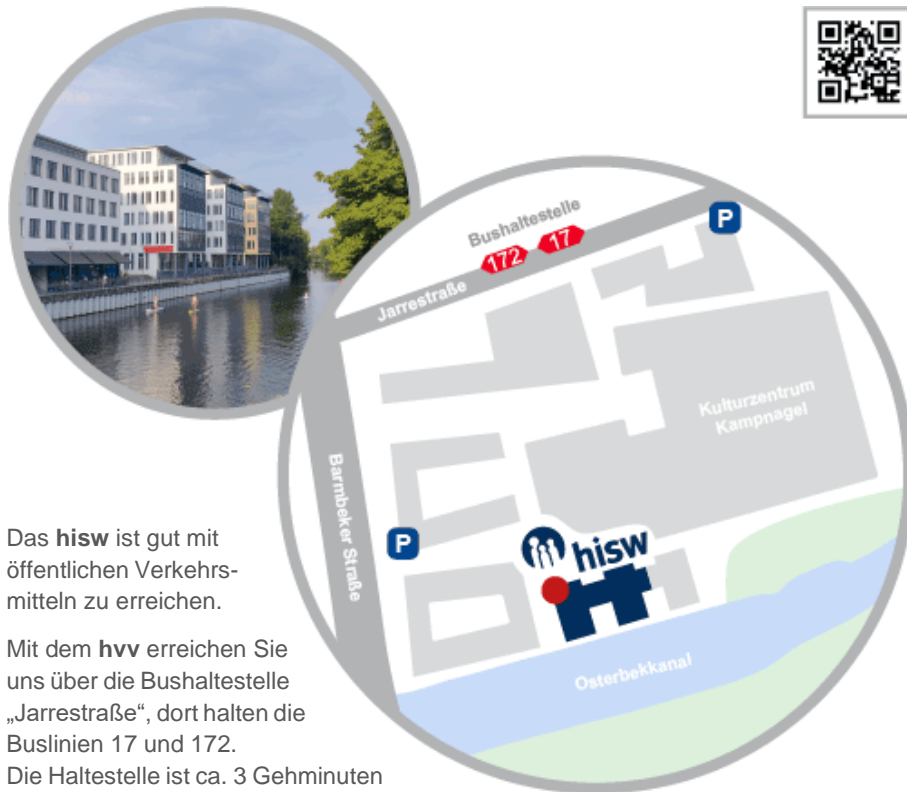 Bushaltestelle
172 17
Jarrestraße
P
Kulturzentrum
Kampnagel
Barmbeker Straße
P
hisw
Osterbekkanal
Das hisw ist gut mit
öffentlichen Verkehrs-
mitteln zu erreichen.
Mit dem hvv erreichen Sie
uns über die Bushaltestelle
„Jarrestraße“, dort halten die
Buslinien 17 und 172.
Die Haltestelle ist ca. 3 Gehminuten